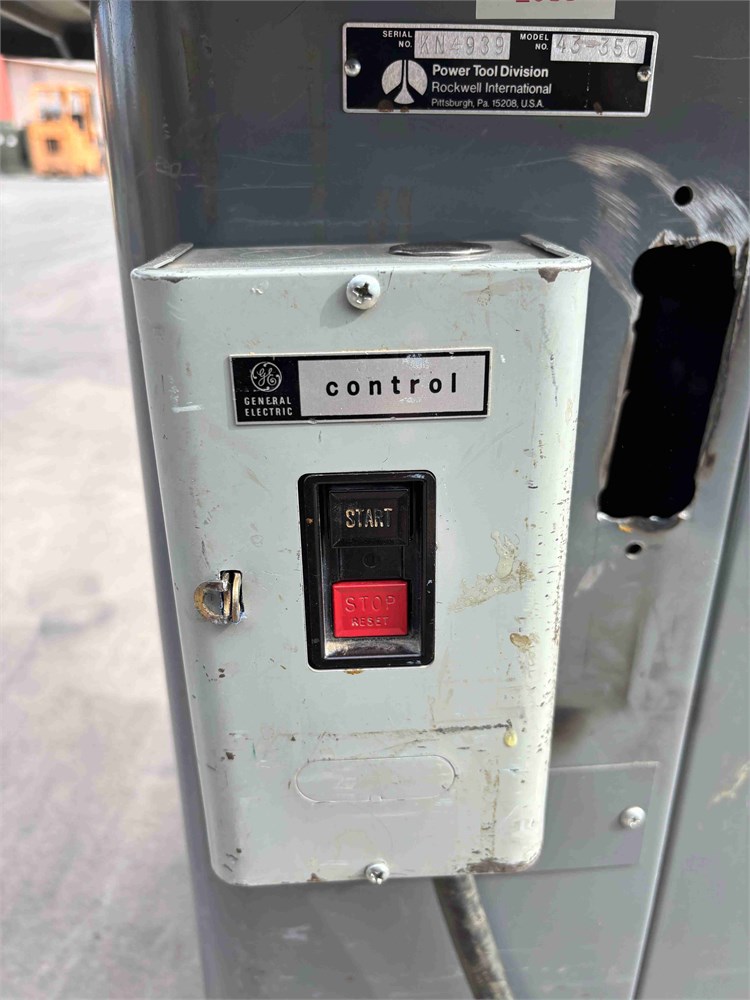 SERIAL NO. KN4939 MODEL NO. 43-350
Power Tool Division
Rockwell International
Pittsburgh, Pa. 15208, U.S.A.
GE
GENERAL ELECTRIC
control
START
STOP
RESET